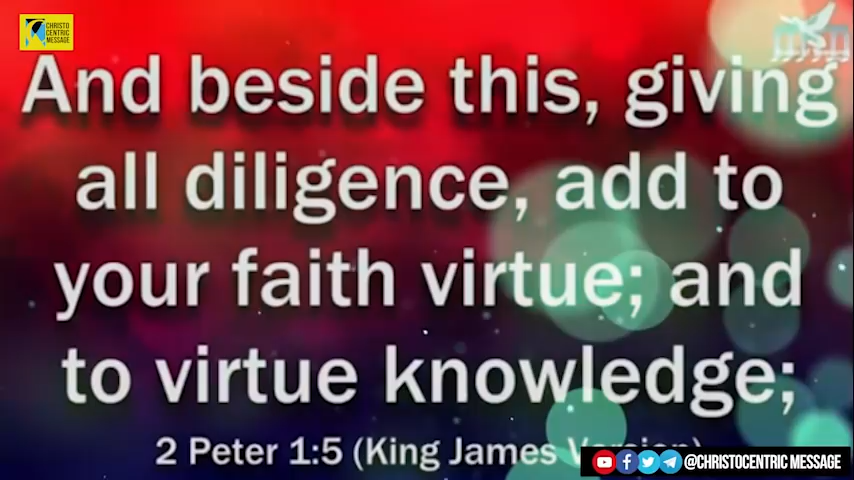 CHRISTO
CENTRIC
MESSAGE
And beside this, giving
all diligence, add to
your faith virtue; and
to virtue knowledge;
2 Peter 1:5 (King James Version)
@CHRISTOCENTRIC MESSAGE